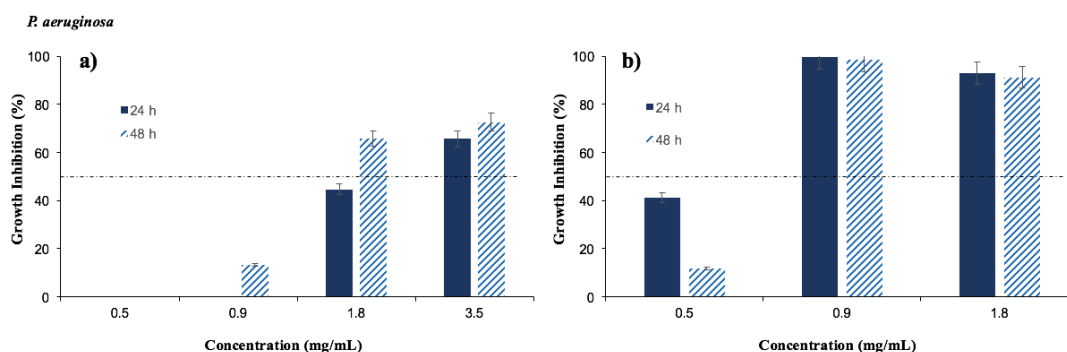 P. aeruginosa
a)
Growth Inhibition (%)
100
80
60
40
20
0
24 h
48 h
0.5 0.9 1.8 3.5
Concentration (mg/mL)
b)
Growth Inhibition (%)
100
80
60
40
20
0
24 h
48 h
0.5 0.9 1.8
Concentration (mg/mL)